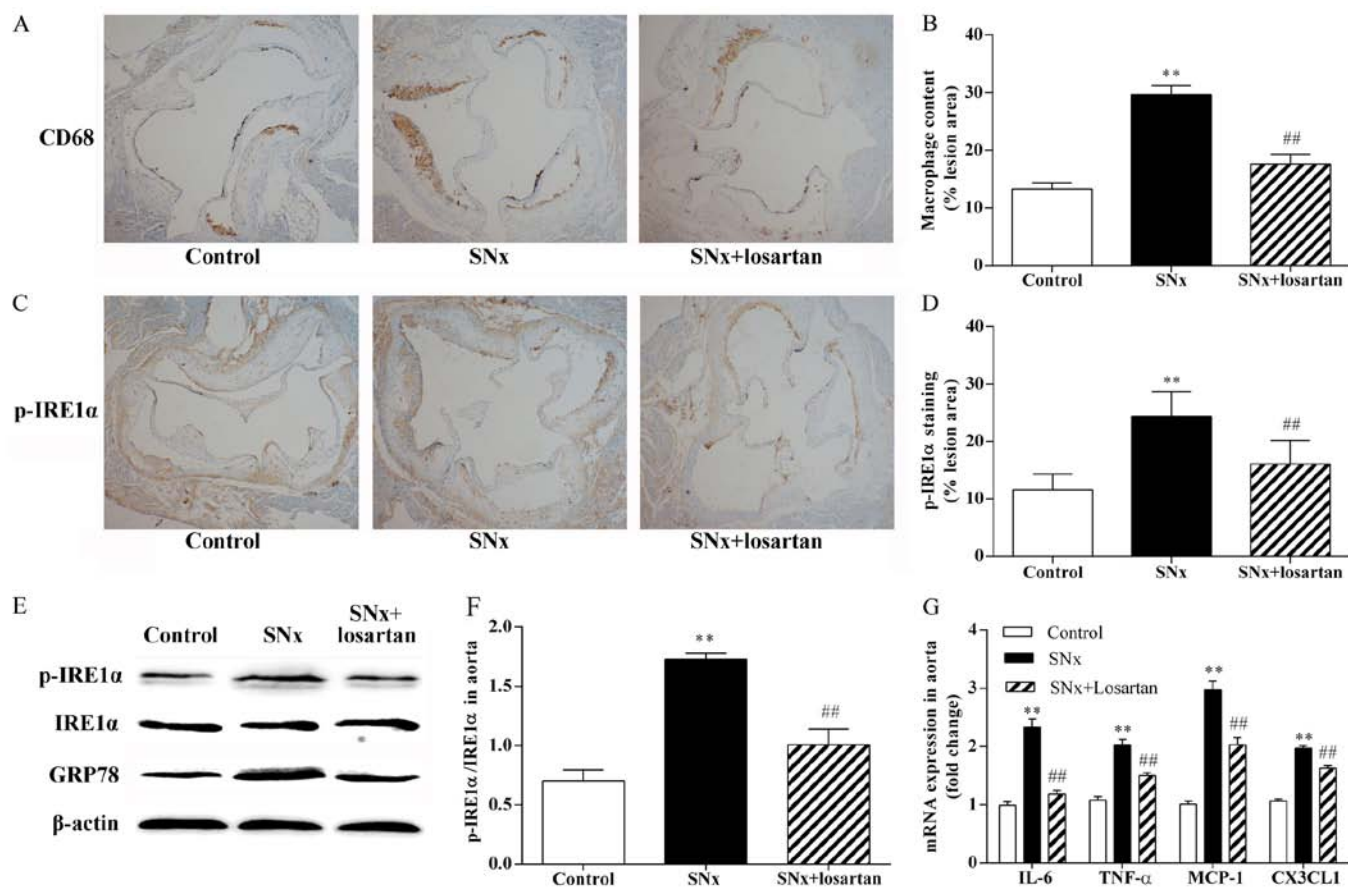 A
CD68
Control
SNx
SNx+losartan
B
Macrophage content
(% lesion area)
40
30
20
10
0
**
##
Control
SNx
SNx+losartan
C
p-IRE1α
Control
SNx
SNx+losartan
D
p-IRE1α staining
(% lesion area)
40
30
20
10
0
**
##
Control
SNx
SNx+losartan
E
Control
SNx
SNx+
losartan
p-IRE1α
IRE1α
GRP78
β-actin
F
p-IRE1α/IRE1α in aorta
2.0
1.5
1.0
0.5
0.0
**
##
Control
SNx
SNx+losartan
G
mRNA expression in aorta
(fold change)
4
3
2
1
0
Control
SNx
SNx+Losartan
**
##
**
##
**
##
**
##
IL-6
TNF-α
MCP-1
CX3CL1